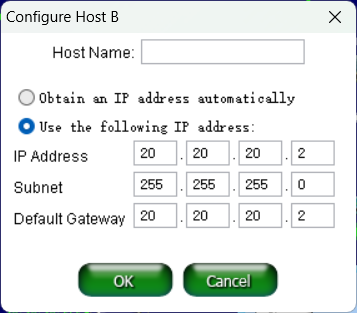 Configure Host B
Host Name:
Obtain an IP address automatically
Use the following IP address:
IP Address 20 . 20 . 20 . 2
Subnet 255 . 255 . 255 . 0
Default Gateway 20 . 20 . 20 . 2
OK Cancel